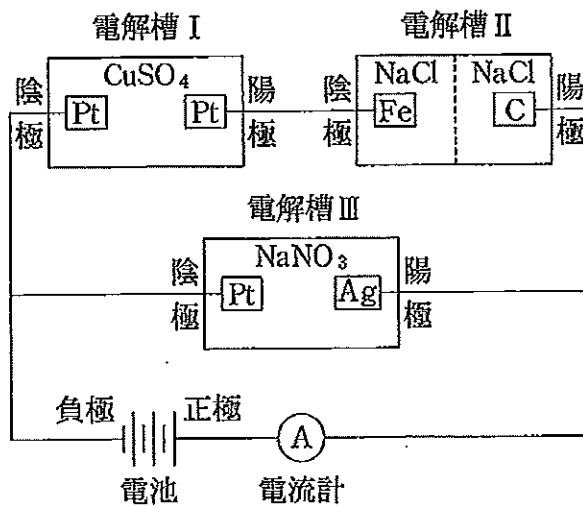 電解槽Ⅰ 電解槽Ⅱ
陰極 CuSO₄ 陽極 陰極 NaCl NaCl 陽極
Pt Pt Fe C
電解槽Ⅲ
陰極 NaNO₃ 陽極
Pt Ag
負極 正極 A
電池 電流計